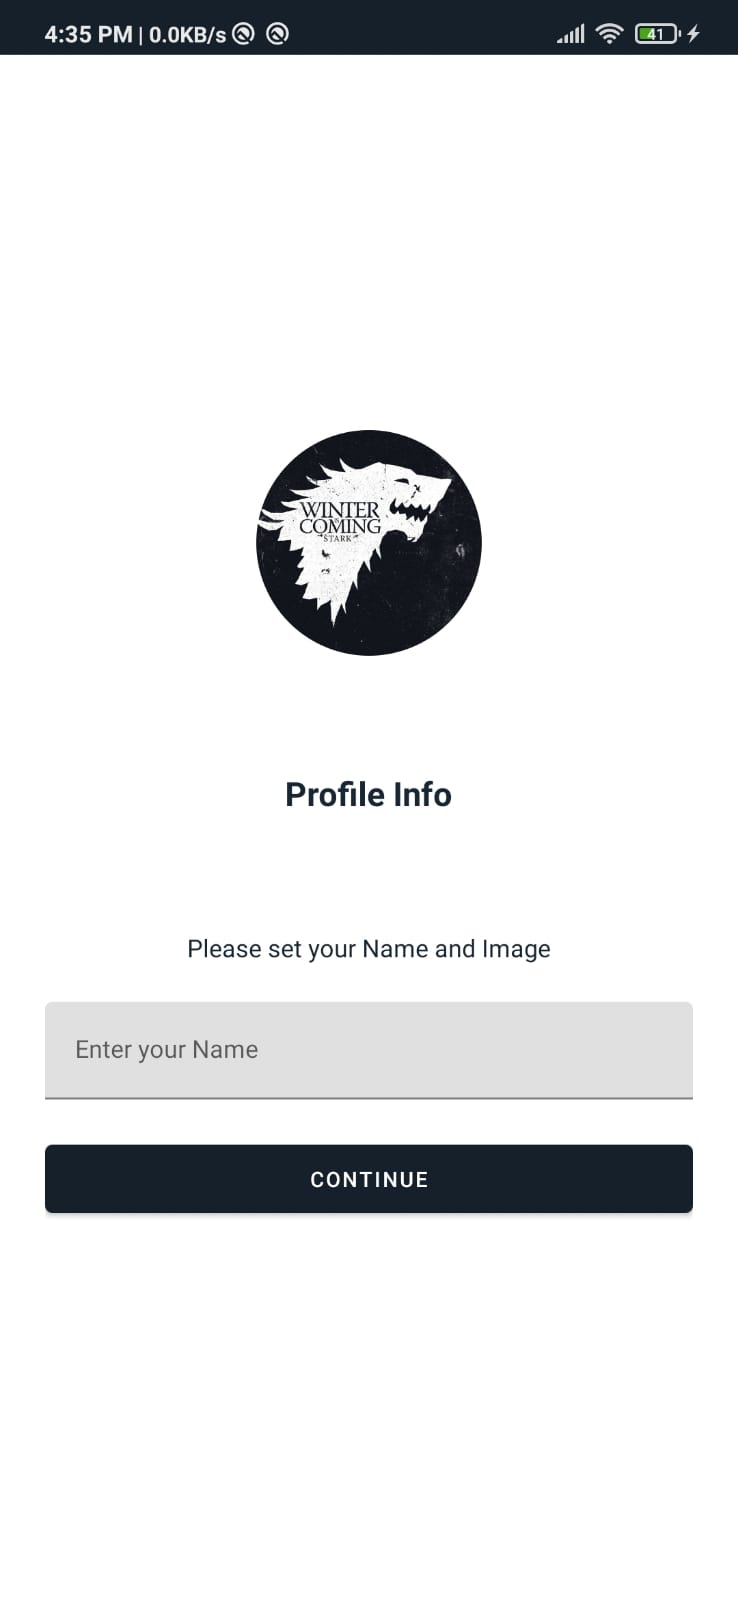 4:35 PM | 0.0KB/s
41
WINTER
COMING
STARK
Profile Info
Please set your Name and Image
Enter your Name
CONTINUE